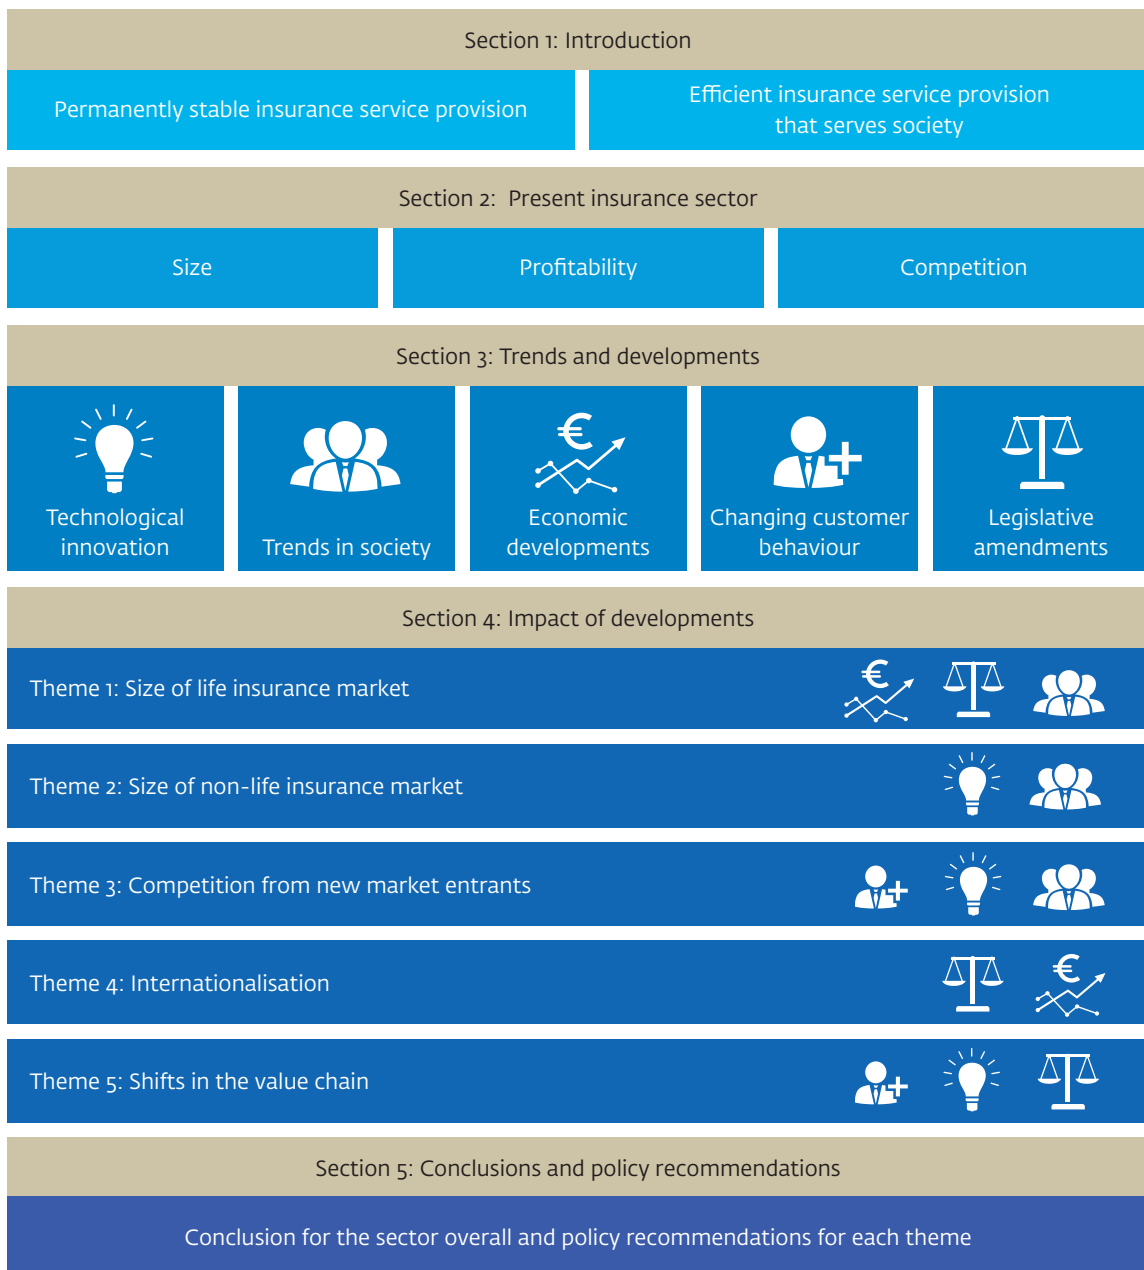 Section 1: Introduction
Permanently stable insurance service provision
Efficient insurance service provision
that serves society
Section 2: Present insurance sector
Size
Profitability
Competition
Section 3: Trends and developments
Technological
innovation
Trends in society
Economic
developments
Changing customer
behaviour
Legislative
amendments
Section 4: Impact of developments
Theme 1: Size of life insurance market
Theme 2: Size of non-life insurance market
Theme 3: Competition from new market entrants
Theme 4: Internationalisation
Theme 5: Shifts in the value chain
Section 5: Conclusions and policy recommendations
Conclusion for the sector overall and policy recommendations for each theme